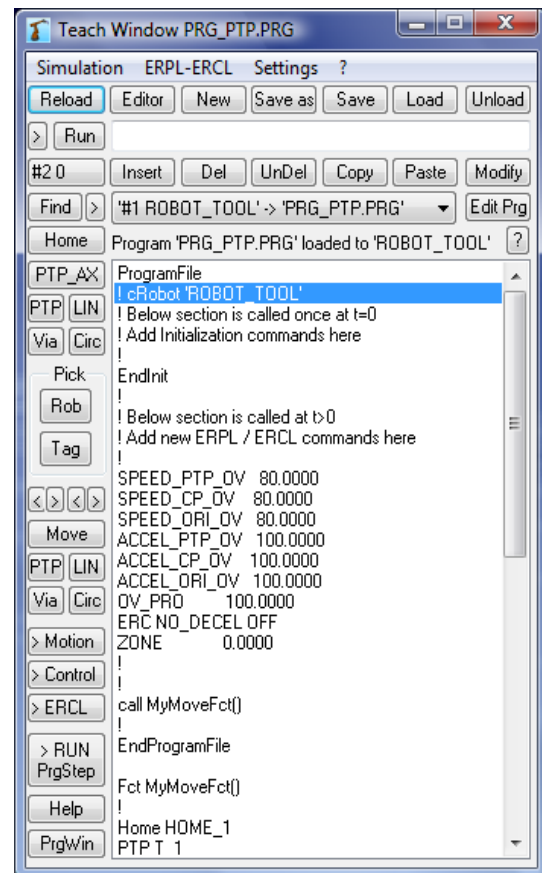 Teach Window PRG_PTP.PRG
Simulation ERPL-ERCL Settings ?
Reload Editor New Save as Save Load Unload
> Run
#2 0 Insert Del UnDel Copy Paste Modify
Find > '#1 ROBOT_TOOL' -> 'PRG_PTP.PRG' Edit Prg
Home Program 'PRG_PTP.PRG' loaded to 'ROBOT_TOOL' ?
PTP_AX
PTP LIN
Via Circ
Pick
Rob
Tag
< > < >
Move
PTP LIN
Via Circ
> Motion
> Control
> ERCL
> RUN
PrgStep
Help
PrgWin
ProgramFile
! cRobot 'ROBOT_TOOL'
! Below section is called once at t=0
! Add Initialization commands here
!
EndInit
!
! Below section is called at t>0
! Add new ERPL / ERCL commands here
!
SPEED_PTP_OV 80.0000
SPEED_CP_OV 80.0000
SPEED_ORI_OV 80.0000
ACCEL_PTP_OV 100.0000
ACCEL_CP_OV 100.0000
ACCEL_ORI_OV 100.0000
OV_PRO 100.0000
ERC NO_DECEL OFF
ZONE 0.0000
!
!
call MyMoveFct()
!
EndProgramFile
Fct MyMoveFct()
!
Home HOME_1
PTP T_1